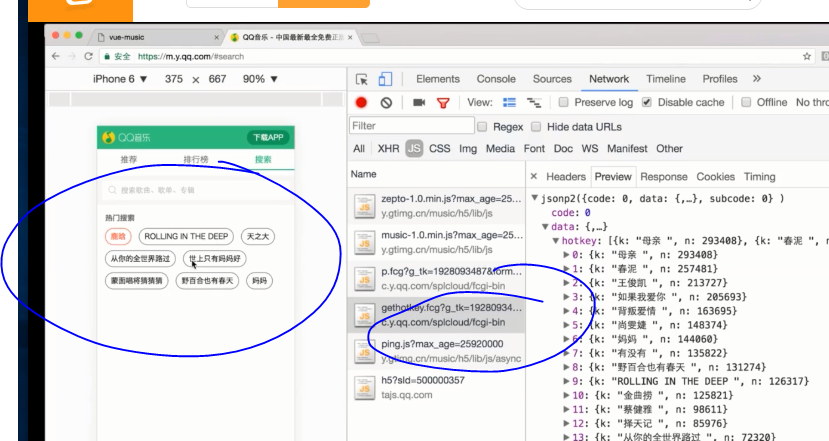 vue-music
QQ音乐 - 中国最新最全免费正
安全 https://m.y.qq.com/#search
iPhone 6 ▼ 375 × 667 90% ▼
Elements Console Sources Network Timeline Profiles »
View: Preserve log Disable cache Offline No thro
Filter Regex Hide data URLs
All XHR JS CSS Img Media Font Doc WS Manifest Other
QQ音乐 下载APP
推荐 排行榜 搜索
搜索歌曲、歌单、专辑
热门搜索
鹿晗 ROLLING IN THE DEEP 天之大
从你的全世界路过 世上只有妈妈好
蒙面唱将猜猜猜 野百合也有春天 妈妈
Name
zepto-1.0.min.js?max_age=25...
y.gtimg.cn/music/h5/lib/js
music-1.0.min.js?max_age=25...
y.gtimg.cn/music/h5/lib/js
p.fcg?g_tk=1928093487&form...
c.y.qq.com/splcloud/fcgi-bin
gethotkey.fcg?g_tk=19280934...
c.y.qq.com/splcloud/fcgi-bin
ping.js?max_age=25920000
y.gtimg.cn/music/h5/lib/js/async
h5?sId=500000357
tajs.qq.com
× Headers Preview Response Cookies Timing
▼jsonp2({code: 0, data: {,…}, subcode: 0} )
code: 0
▼data: {,…}
▼hotkey: [{k: "母亲 ", n: 293408}, {k: "春泥 ", n
▶0: {k: "母亲 ", n: 293408}
▶1: {k: "春泥 ", n: 257481}
▶2: {k: "王俊凯 ", n: 213727}
▶3: {k: "如果我爱你 ", n: 205693}
▶4: {k: "背叛爱情 ", n: 163695}
▶5: {k: "尚雯婕 ", n: 148374}
▶6: {k: "妈妈 ", n: 144060}
▶7: {k: "有没有 ", n: 135822}
▶8: {k: "野百合也有春天 ", n: 131274}
▶9: {k: "ROLLING IN THE DEEP ", n: 126317}
▶10: {k: "金曲捞 ", n: 125821}
▶11: {k: "蔡健雅 ", n: 98611}
▶12: {k: "择天记 ", n: 85976}
▶13: {k: "从你的全世界路过 ", n: 72320}